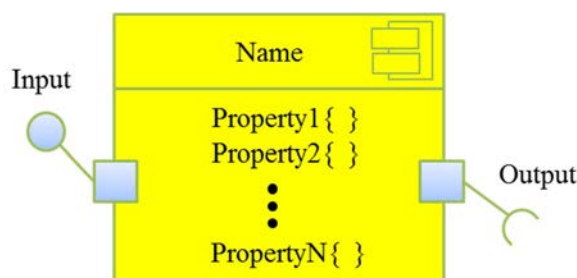 Name
Input
Property1{ }
Property2{ }
Output
PropertyN{ }